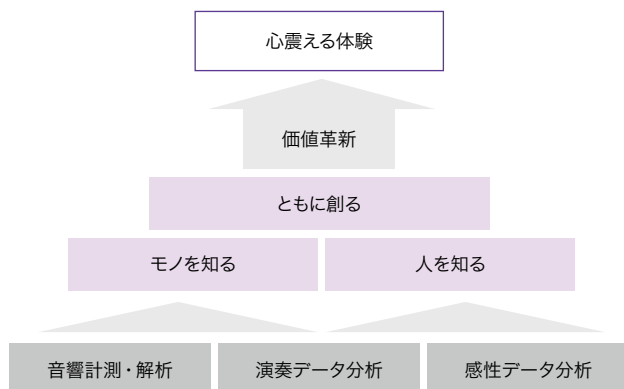 心震える体験
価値革新
ともに創る
モノを知る
人を知る
音響計測・解析
演奏データ分析
感性データ分析